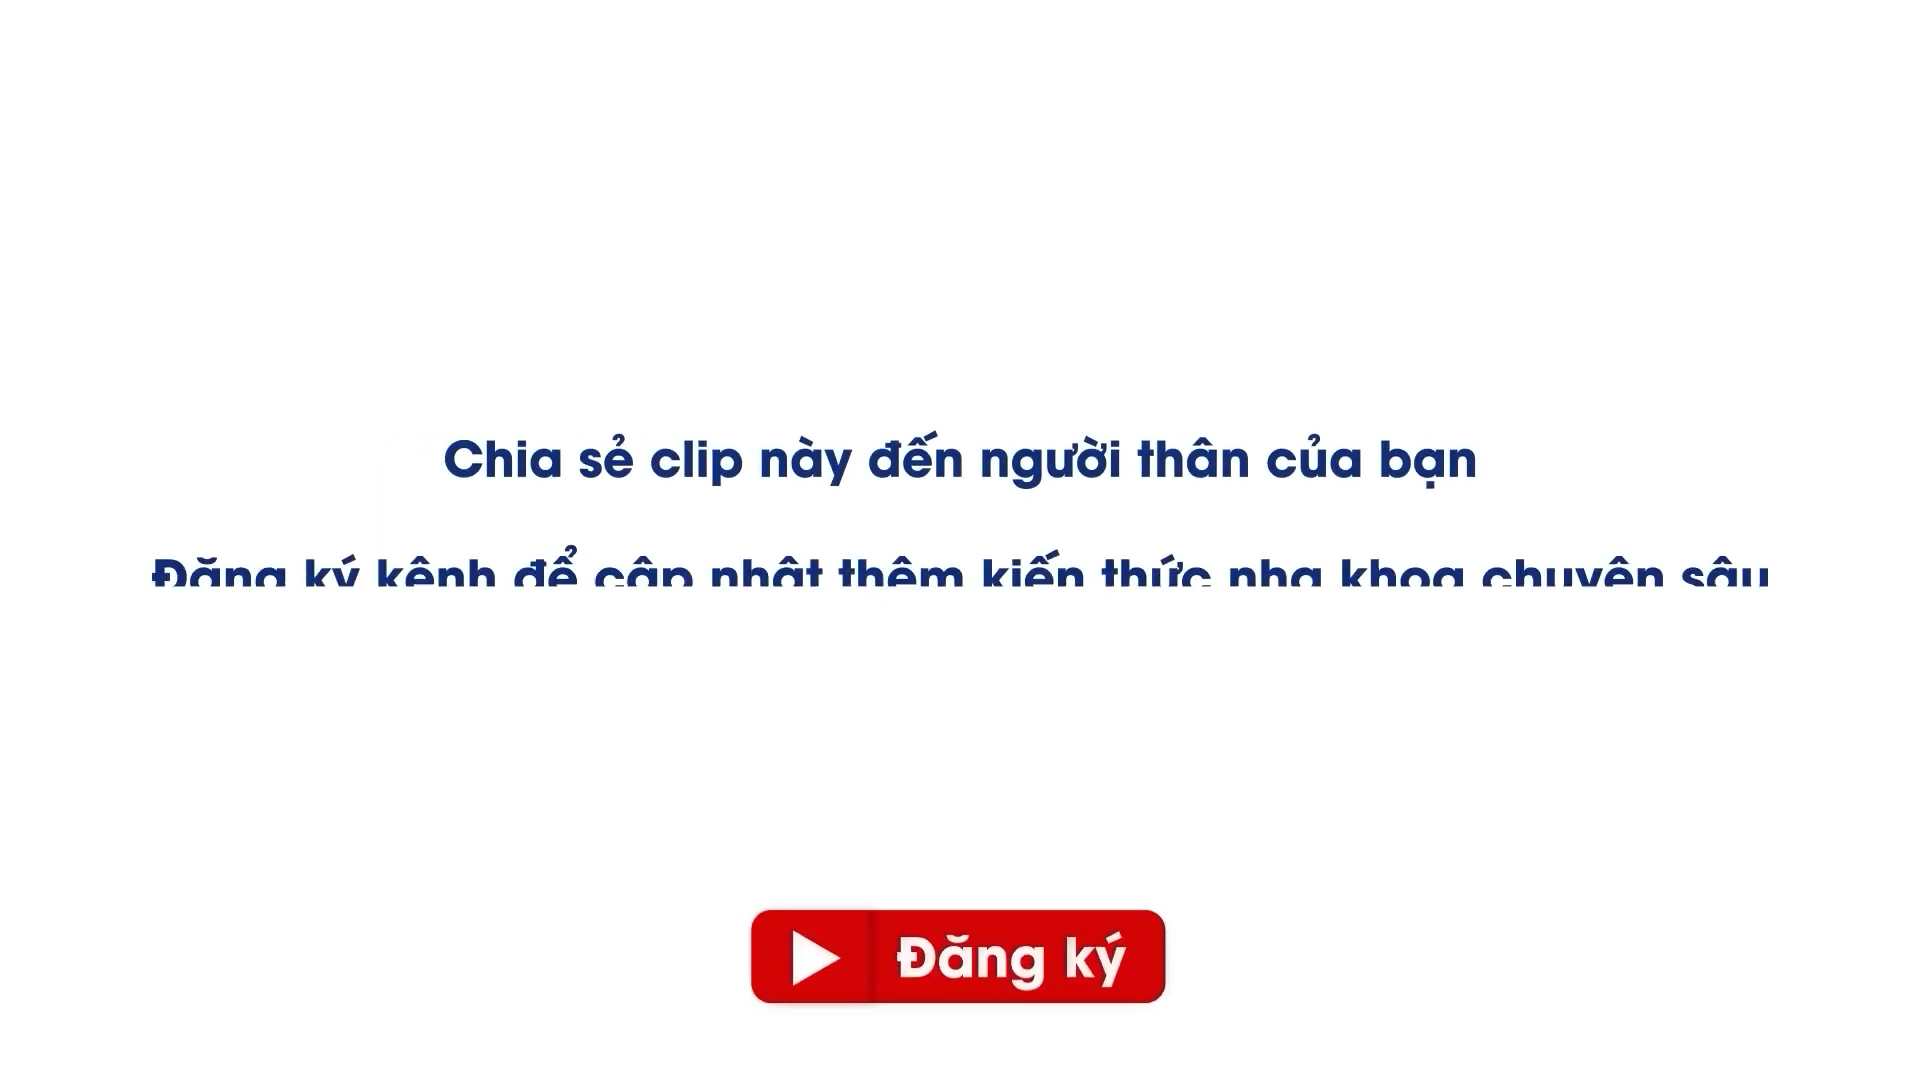 Chia sẻ clip này đến người thân của bạn
Đăng ký kênh để cập nhật thêm kiến thức nha khoa chuyên sâu
Đăng ký